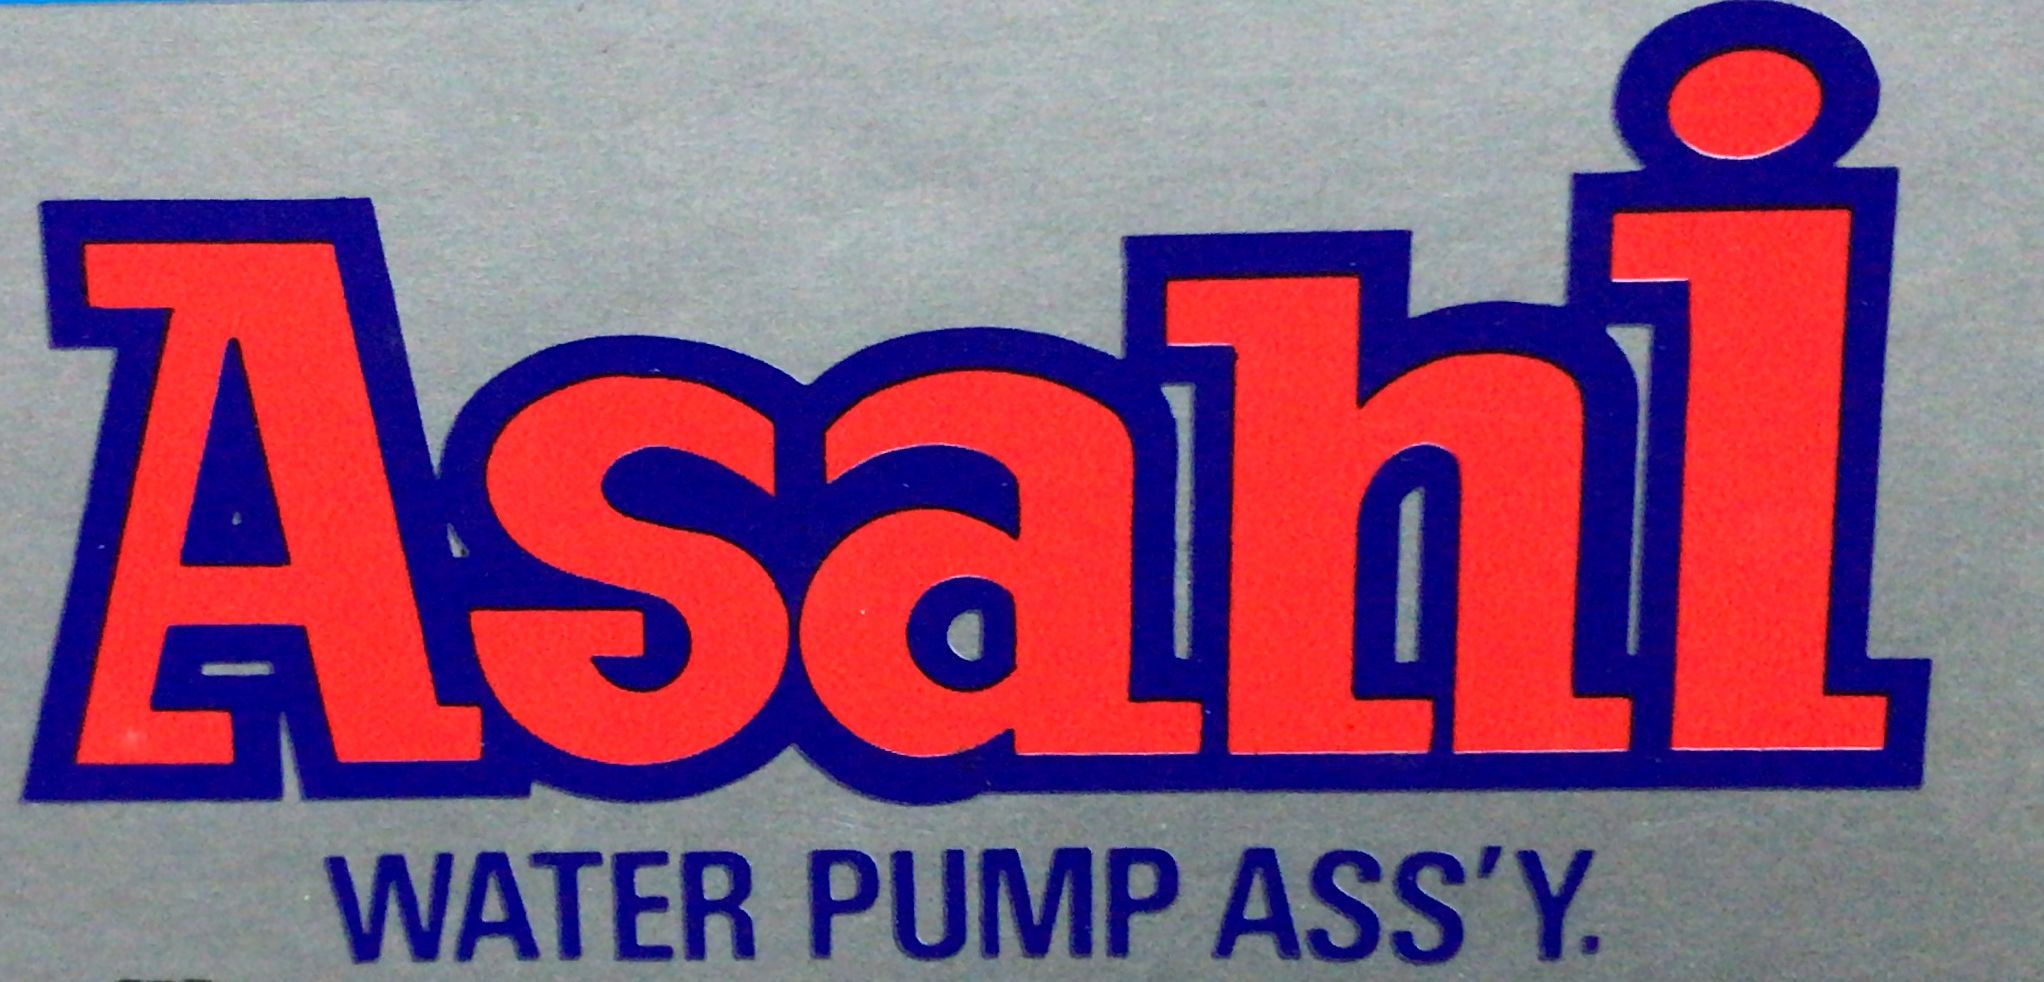 Asahi
WATER PUMP ASS'Y.